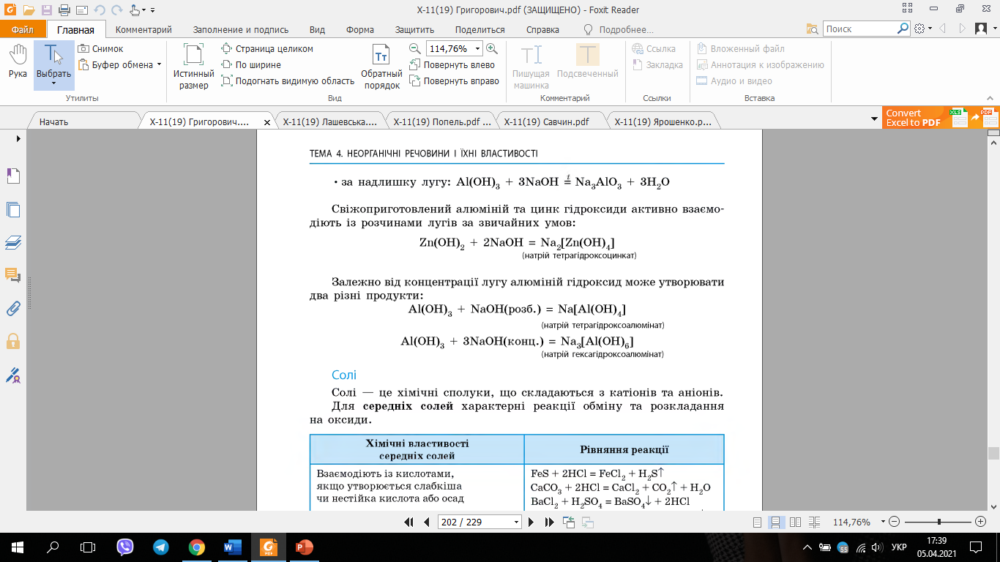 X-11(19) Григорович.pdf (ЗАЩИЩЕНО) - Foxit Reader
Файл Главная Комментарий Заполнение и подпись Вид Форма Защитить Поделиться Справка Подробнее... Поиск
Рука
Выбрать
Снимок
Буфер обмена
Утилиты
Истинный размер
Страница целиком
По ширине
Подогнать видимую область
Обратный порядок
114,76%
Повернуть влево
Повернуть вправо
Вид
Пишущая машинка
Подсвеченный
Комментарий
Ссылка
Закладка
Ссылки
Вложенный файл
Аннотация к изображению
Аудио и видео
Вставка
Начать X-11(19) Григорович.... X-11(19) Лашевська.... X-11(19) Попель.pdf ... X-11(19) Савчин.pdf X-11(19) Ярошенко.p...
Convert
Excel to PDF
XLS PDF
ТЕМА 4. НЕОРГАНІЧНІ РЕЧОВИНИ І ЇХНІ ВЛАСТИВОСТІ
• за надлишку лугу: Al(OH)₃ + 3NaOH =ᵗ Na₃AlO₃ + 3H₂O
Свіжоприготовлений алюміній та цинк гідроксиди активно взаємо-
діють із розчинами лугів за звичайних умов:
Zn(OH)₂ + 2NaOH = Na₂[Zn(OH)₄]
(натрій тетрагідроксоцинкат)
Залежно від концентрації лугу алюміній гідроксид може утворювати
два різні продукти:
Al(OH)₃ + NaOH(розб.) = Na[Al(OH)₄]
(натрій тетрагідроксоалюмінат)
Al(OH)₃ + 3NaOH(конц.) = Na₃[Al(OH)₆]
(натрій гексагідроксоалюмінат)
Солі
Солі — це хімічні сполуки, що складаються з катіонів та аніонів.
Для середніх солей характерні реакції обміну та розкладання
на оксиди.
Хімічні властивості
середніх солей
Рівняння реакції
Взаємодіють із кислотами,
якщо утворюється слабкіша
чи нестійка кислота або осад
FeS + 2HCl = FeCl₂ + H₂S↑
CaCO₃ + 2HCl = CaCl₂ + CO₂↑ + H₂O
BaCl₂ + H₂SO₄ = BaSO₄↓ + 2HCl
202 / 229
114,76%
55 УКР
17:39
05.04.2021